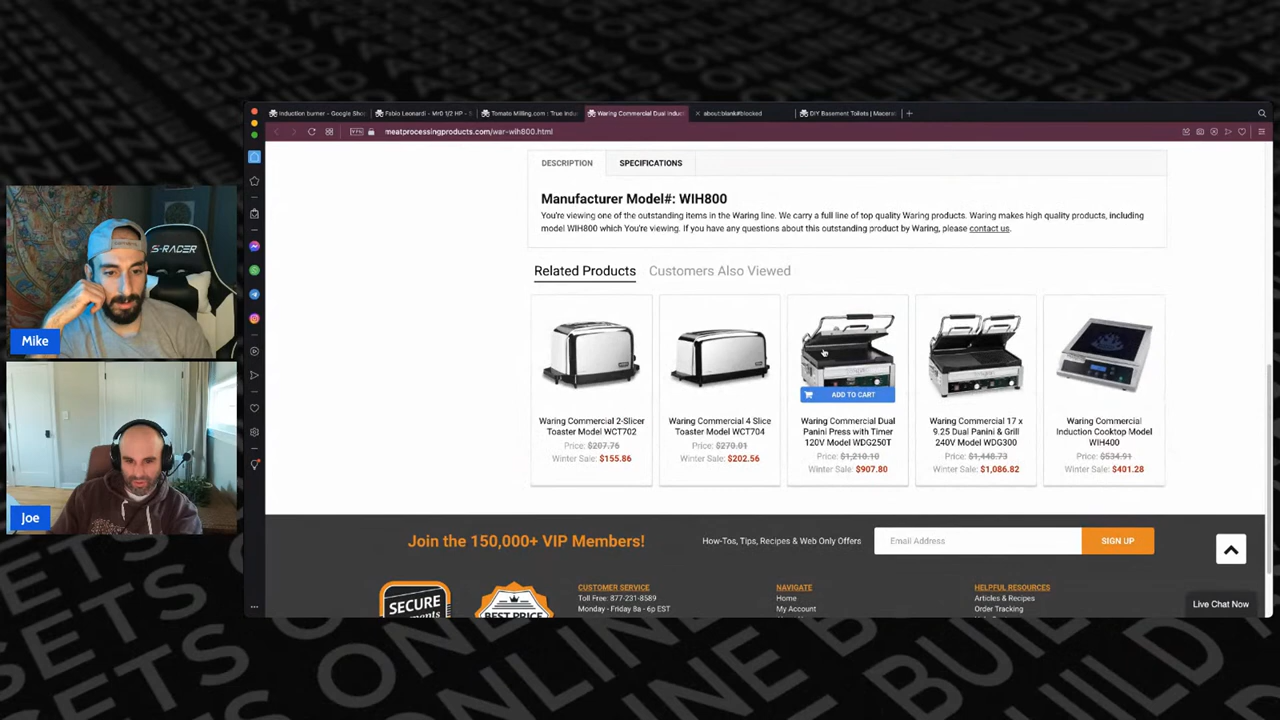 Induction burner - Google Sho
Fabio Leonardi - MR0 1/2 HP - S
Tomato Milling.com : True Indu
Waring Commercial Dual Induct
about:blank#blocked
DIY Basement Toilets | Macerat
VPN
meatprocessingproducts.com/war-wih800.html
DESCRIPTION
SPECIFICATIONS
Manufacturer Model#: WIH800
You're viewing one of the outstanding items in the Waring line. We carry a full line of top quality Waring products. Waring makes high quality products, including
model WIH800 which You're viewing. If you have any questions about this outstanding product by Waring, please contact us.
Related Products
Customers Also Viewed
ADD TO CART
Waring Commercial 2-Slicer
Toaster Model WCT702
Price: $207.76
Winter Sale: $155.86
Waring Commercial 4 Slice
Toaster Model WCT704
Price: $270.01
Winter Sale: $202.56
Waring Commercial Dual
Panini Press with Timer
120V Model WDG250T
Price: $1,210.10
Winter Sale: $907.80
Waring Commercial 17 x
9.25 Dual Panini & Grill
240V Model WDG300
Price: $1,448.73
Winter Sale: $1,086.82
Waring Commercial
Induction Cooktop Model
WIH400
Price: $534.91
Winter Sale: $401.28
Join the 150,000+ VIP Members!
How-Tos, Tips, Recipes & Web Only Offers
Email Address
SIGN UP
SECURE
BEST PRICE
CUSTOMER SERVICE
Toll Free: 877-231-8589
Monday - Friday 8a - 6p EST
NAVIGATE
Home
My Account
HELPFUL RESOURCES
Articles & Recipes
Order Tracking
Live Chat Now
S-RACER
Mike
Joe
SETS ONLINE BUILD